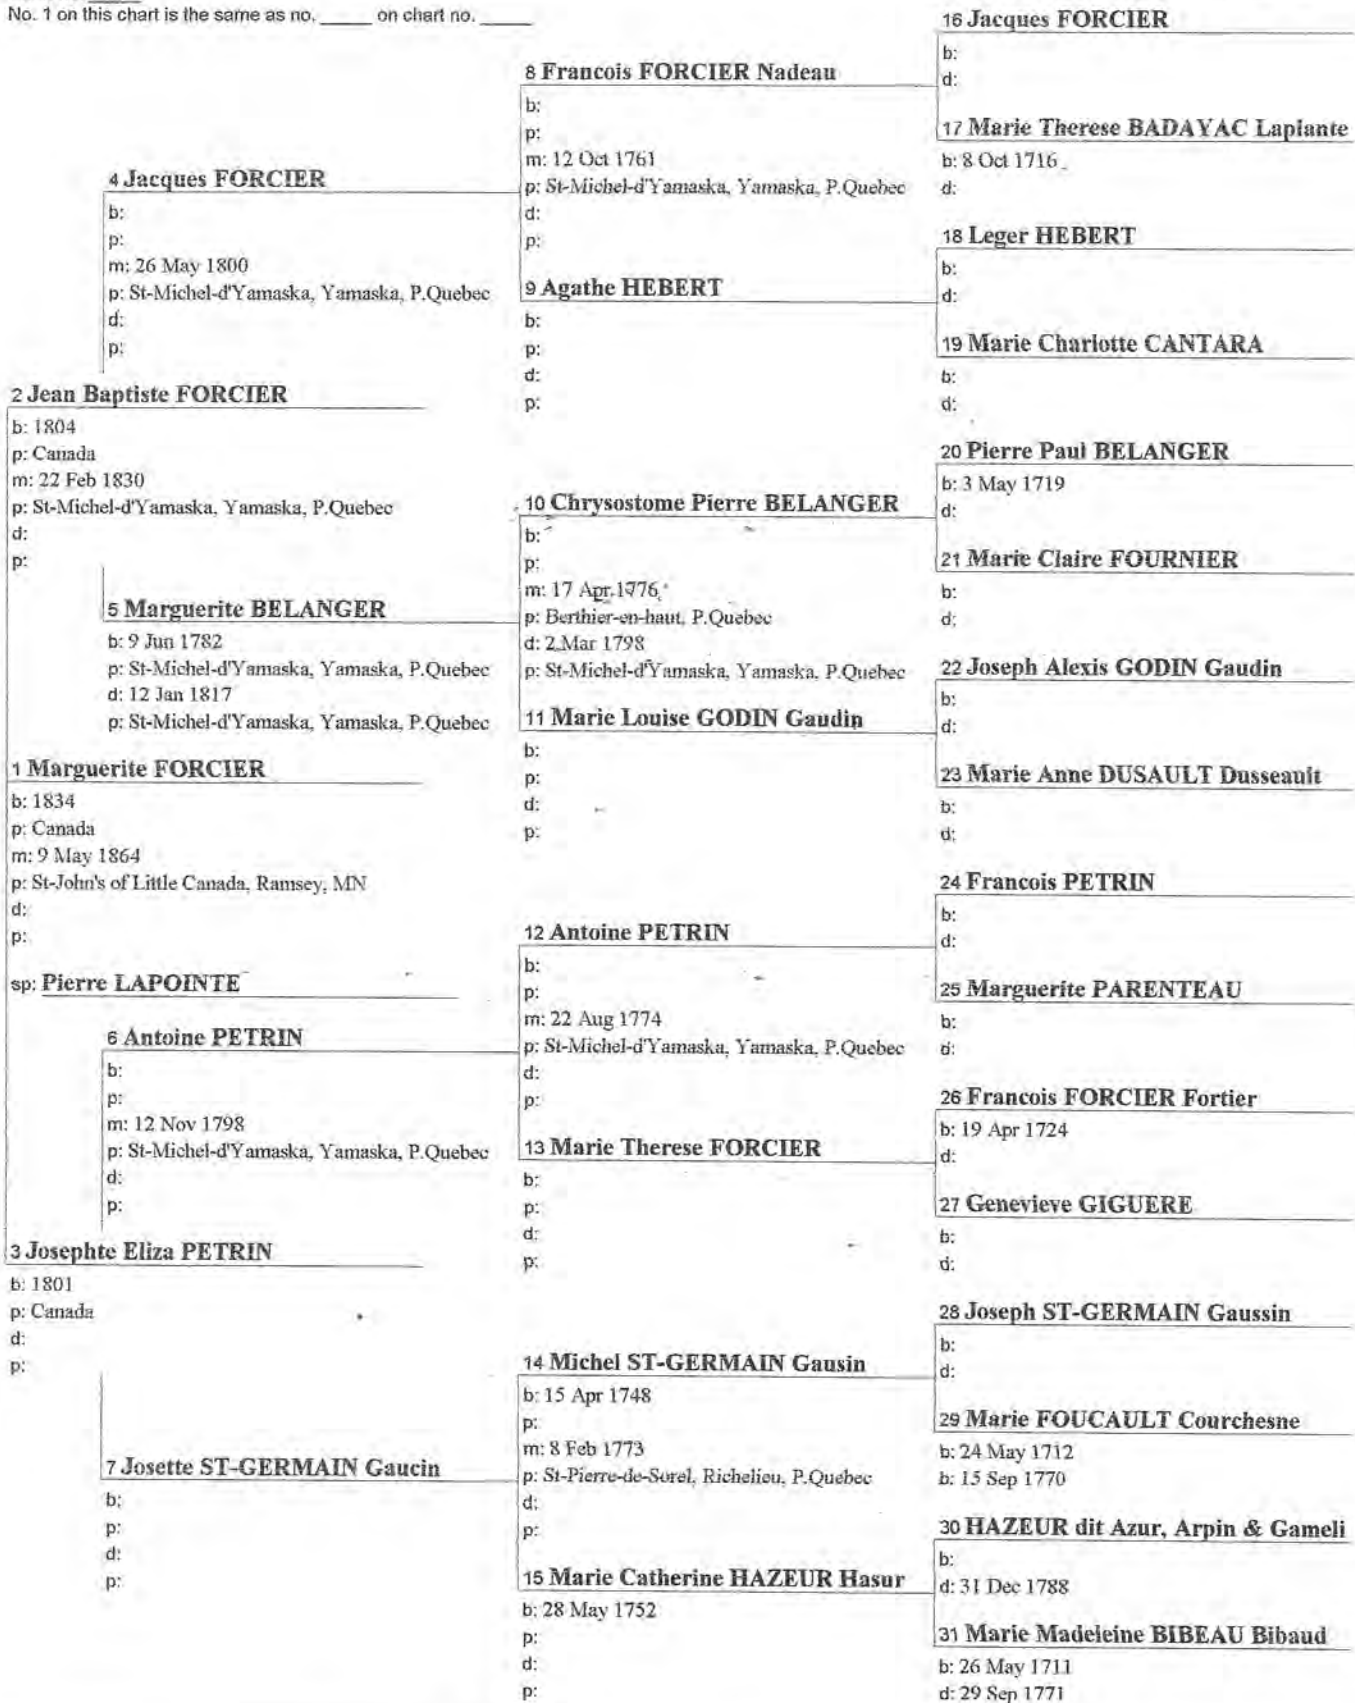 No. 1 on this chart is the same as no. _____ on chart no. _____
16 Jacques FORCIER
b:
d:
8 Francois FORCIER Nadeau
b:
p:
m: 12 Oct 1761
p: St-Michel-d'Yamaska, Yamaska, P.Quebec
d:
p:
17 Marie Therese BADAYAC Laplante
b: 8 Oct 1716
d:
4 Jacques FORCIER
b:
p:
m: 26 May 1800
p: St-Michel-d'Yamaska, Yamaska, P.Quebec
d:
p:
18 Leger HEBERT
b:
d:
9 Agathe HEBERT
b:
p:
d:
p:
19 Marie Charlotte CANTARA
b:
d:
2 Jean Baptiste FORCIER
b: 1804
p: Canada
m: 22 Feb 1830
p: St-Michel-d'Yamaska, Yamaska, P.Quebec
d:
p:
20 Pierre Paul BELANGER
b: 3 May 1719
d:
10 Chrysostome Pierre BELANGER
b:
p:
m: 17 Apr 1776
p: Berthier-en-haut, P.Quebec
d: 2 Mar 1798
p: St-Michel-d'Yamaska, Yamaska, P.Quebec
21 Marie Claire FOURNIER
b:
d:
5 Marguerite BELANGER
b: 9 Jun 1782
p: St-Michel-d'Yamaska, Yamaska, P.Quebec
d: 12 Jan 1817
p: St-Michel-d'Yamaska, Yamaska, P.Quebec
22 Joseph Alexis GODIN Gaudin
b:
d:
11 Marie Louise GODIN Gaudin
b:
p:
d:
p:
23 Marie Anne DUSAULT Dusseault
b:
d:
1 Marguerite FORCIER
b: 1834
p: Canada
m: 9 May 1864
p: St-John's of Little Canada, Ramsey, MN
d:
p:
sp: Pierre LAPOINTE
24 Francois PETRIN
b:
d:
12 Antoine PETRIN
b:
p:
m: 22 Aug 1774
p: St-Michel-d'Yamaska, Yamaska, P.Quebec
d:
p:
25 Marguerite PARENTEAU
b:
d:
6 Antoine PETRIN
b:
p:
m: 12 Nov 1798
p: St-Michel-d'Yamaska, Yamaska, P.Quebec
d:
p:
26 Francois FORCIER Fortier
b: 19 Apr 1724
d:
13 Marie Therese FORCIER
b:
p:
d:
p:
27 Genevieve GIGUERE
b:
d:
3 Josephte Eliza PETRIN
b: 1801
p: Canada
d:
p:
28 Joseph ST-GERMAIN Gaussin
b:
d:
14 Michel ST-GERMAIN Gausin
b: 15 Apr 1748
p:
m: 8 Feb 1773
p: St-Pierre-de-Sorel, Richelieu, P.Quebec
d:
p:
29 Marie FOUCAULT Courchesne
b: 24 May 1712
b: 15 Sep 1770
7 Josette ST-GERMAIN Gaucin
b:
p:
d:
p:
30 HAZEUR dit Azur, Arpin & Gameli
b:
d: 31 Dec 1788
15 Marie Catherine HAZEUR Hasur
b: 28 May 1752
p:
d:
p:
31 Marie Madeleine BIBEAU Bibaud
b: 26 May 1711
d: 29 Sep 1771